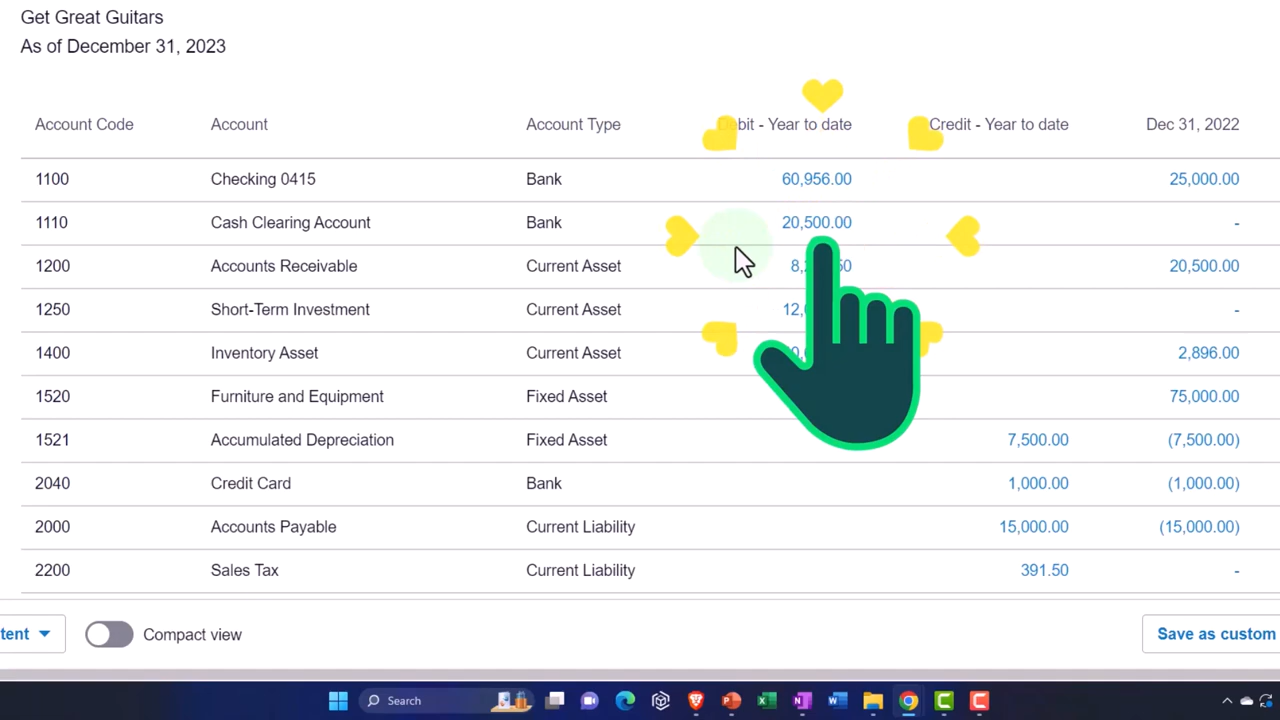 Get Great Guitars
As of December 31, 2023
Account Code Account Account Type Debit - Year to date Credit - Year to date Dec 31, 2022
1100 Checking 0415 Bank 60,956.00 25,000.00
1110 Cash Clearing Account Bank 20,500.00 -
1200 Accounts Receivable Current Asset 20,500.00
1250 Short-Term Investment Current Asset -
1400 Inventory Asset Current Asset 2,896.00
1520 Furniture and Equipment Fixed Asset 75,000.00
1521 Accumulated Depreciation Fixed Asset 7,500.00 (7,500.00)
2040 Credit Card Bank 1,000.00 (1,000.00)
2000 Accounts Payable Current Liability 15,000.00 (15,000.00)
2200 Sales Tax Current Liability 391.50 -
Compact view Save as custom
Search